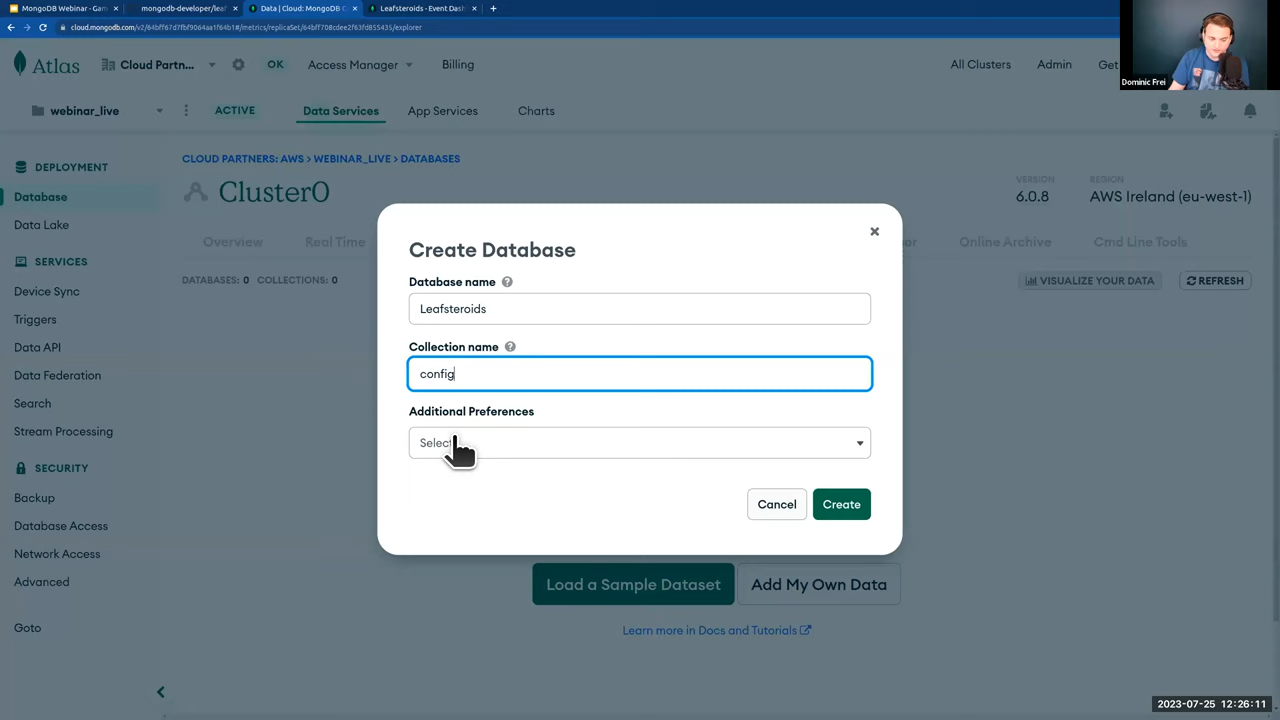 MongoDB Webinar - Gam
mongodb-developer/leaf
Data | Cloud: MongoDB C
Leafsteroids - Event Das
cloud.mongodb.com/v2/64bff67d7fbf9064aa1f64b1#/metrics/replicaSet/64bff708cdee2f63fd855435/explorer
Dominic Frei
Atlas
Cloud Partn...
OK
Access Manager
Billing
All Clusters
Admin
Get
webinar_live
ACTIVE
Data Services
App Services
Charts
DEPLOYMENT
Database
Data Lake
SERVICES
Device Sync
Triggers
Data API
Data Federation
Search
Stream Processing
SECURITY
Backup
Database Access
Network Access
Advanced
Goto
CLOUD PARTNERS: AWS > WEBINAR_LIVE > DATABASES
Cluster0
VERSION
6.0.8
REGION
AWS Ireland (eu-west-1)
Overview
Real Time
Online Archive
Cmd Line Tools
DATABASES: 0 COLLECTIONS: 0
VISUALIZE YOUR DATA
REFRESH
Create Database
Database name
Leafsteroids
Collection name
config
Additional Preferences
Select
Cancel
Create
Load a Sample Dataset
Add My Own Data
Learn more in Docs and Tutorials
2023-07-25 12:26:11